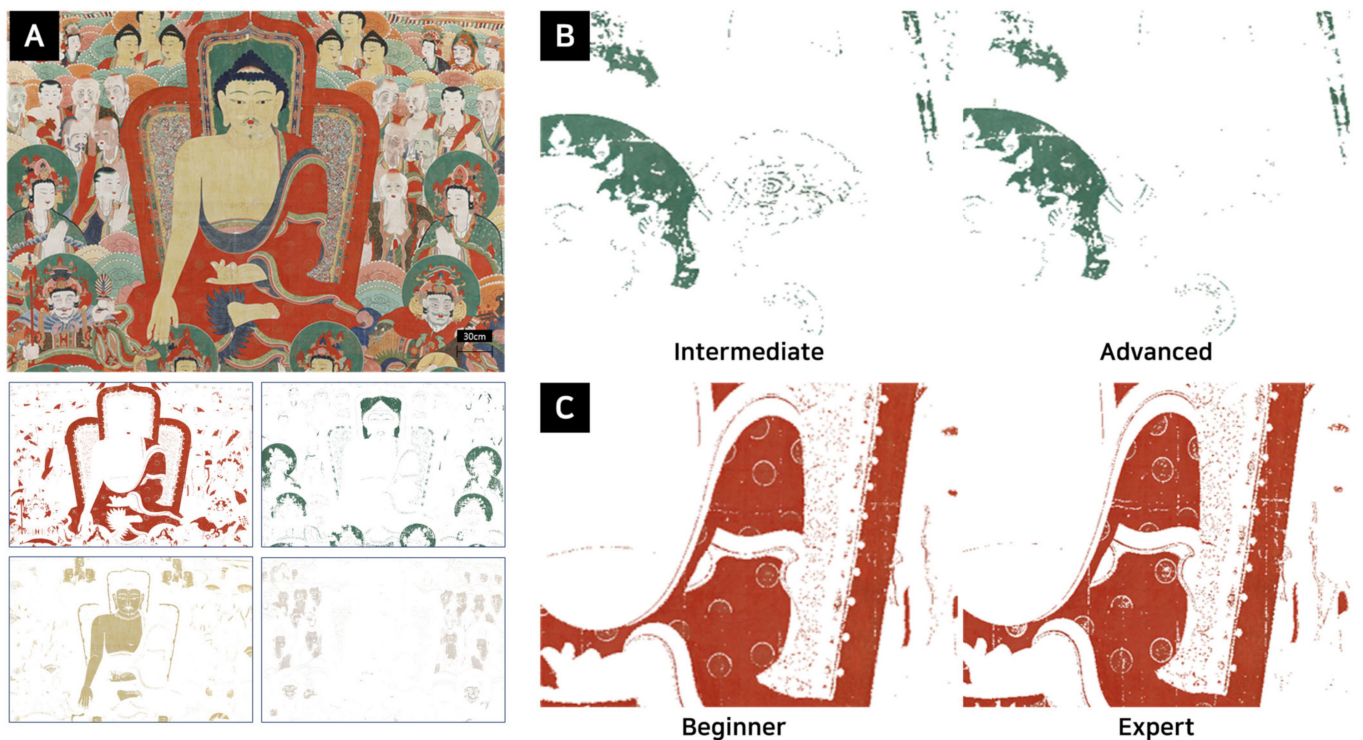 A
30cm
B
Intermediate
Advanced
C
Beginner
Expert